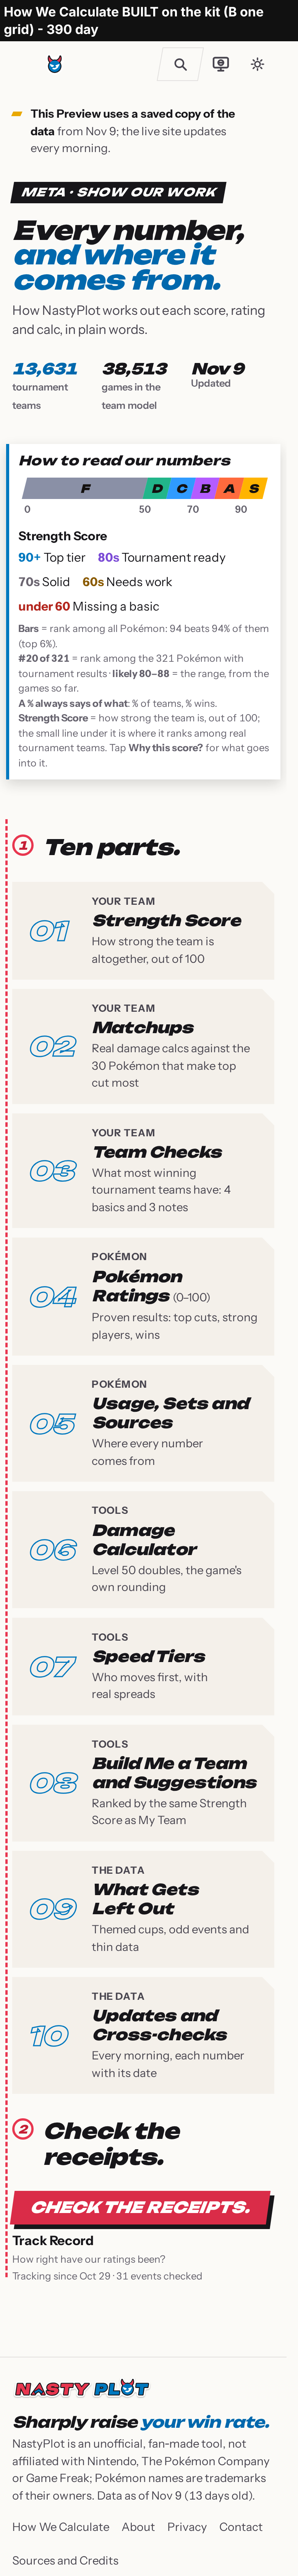 How We Calculate BUILT on the kit (B one
grid) - 390 day
This Preview uses a saved copy of the
data from Nov 9; the live site updates
every morning.
META · SHOW OUR WORK
Every number,
and where it
comes from.
How NastyPlot works out each score, rating
and calc, in plain words.
13,631
tournament
teams
38,513
games in the
team model
Nov 9
Updated
How to read our numbers
F D C B A S
0 50 70 90
Strength Score
90+ Top tier 80s Tournament ready
70s Solid 60s Needs work
under 60 Missing a basic
Bars = rank among all Pokémon: 94 beats 94% of them
(top 6%).
#20 of 321 = rank among the 321 Pokémon with
tournament results · likely 80–88 = the range, from the
games so far.
A % always says of what: % of teams, % wins.
Strength Score = how strong the team is, out of 100;
the small line under it is where it ranks among real
tournament teams. Tap Why this score? for what goes
into it.
1 Ten parts.
01
YOUR TEAM
Strength Score
How strong the team is
altogether, out of 100
02
YOUR TEAM
Matchups
Real damage calcs against the
30 Pokémon that make top
cut most
03
YOUR TEAM
Team Checks
What most winning
tournament teams have: 4
basics and 3 notes
04
POKÉMON
Pokémon
Ratings (0–100)
Proven results: top cuts, strong
players, wins
05
POKÉMON
Usage, Sets and
Sources
Where every number
comes from
06
TOOLS
Damage
Calculator
Level 50 doubles, the game's
own rounding
07
TOOLS
Speed Tiers
Who moves first, with
real spreads
08
TOOLS
Build Me a Team
and Suggestions
Ranked by the same Strength
Score as My Team
09
THE DATA
What Gets
Left Out
Themed cups, odd events and
thin data
10
THE DATA
Updates and
Cross-checks
Every morning, each number
with its date
2 Check the
receipts.
CHECK THE RECEIPTS.
Track Record
How right have our ratings been?
Tracking since Oct 29 · 31 events checked
NASTY PLOT
Sharply raise your win rate.
NastyPlot is an unofficial, fan-made tool, not
affiliated with Nintendo, The Pokémon Company
or Game Freak; Pokémon names are trademarks
of their owners. Data as of Nov 9 (13 days old).
How We Calculate About Privacy Contact
Sources and Credits